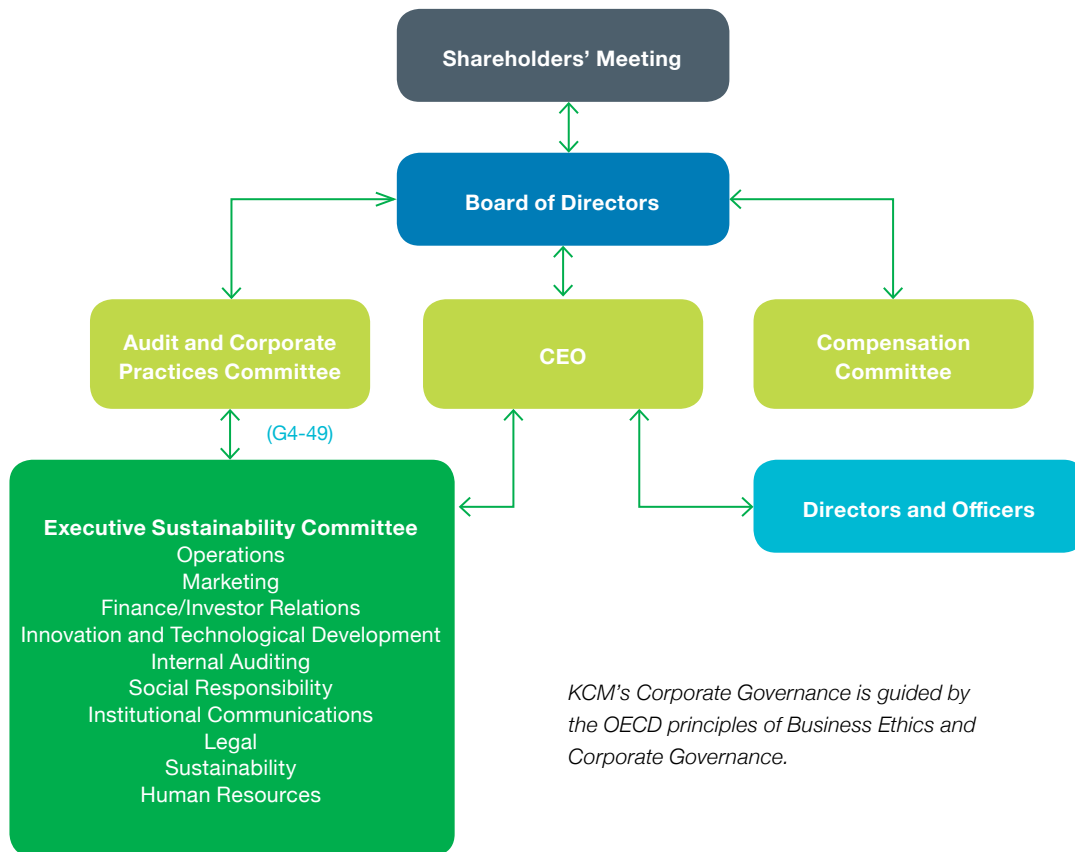 Shareholders’ Meeting
Board of Directors
Audit and Corporate
Practices Committee
CEO
Compensation
Committee
(G4-49)
Executive Sustainability Committee
Operations
Marketing
Finance/Investor Relations
Innovation and Technological Development
Internal Auditing
Social Responsibility
Institutional Communications
Legal
Sustainability
Human Resources
Directors and Officers
KCM’s Corporate Governance is guided by
the OECD principles of Business Ethics and
Corporate Governance.